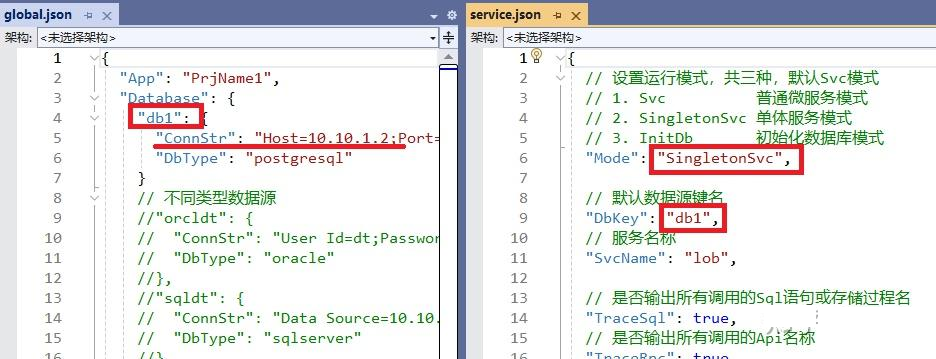 global.json
架构: <未选择架构>
1 {
2 "App": "PrjName1",
3 "Database": {
4 "db1": {
5 "ConnStr": "Host=10.10.1.2;Port=
6 "DbType": "postgresql"
7 }
8 // 不同类型数据源
9 //"orcldt": {
10 // "ConnStr": "User Id=dt;Password
11 // "DbType": "oracle"
12 //},
13 //"sqldt": {
14 // "ConnStr": "Data Source=10.10.
15 // "DbType": "sqlserver"
16 //}
service.json
架构: <未选择架构>
1 {
2 // 设置运行模式，共三种，默认Svc模式
3 // 1. Svc 普通微服务模式
4 // 2. SingletonSvc 单体服务模式
5 // 3. InitDb 初始化数据库模式
6 "Mode": "SingletonSvc",
7
8 // 默认数据源键名
9 "DbKey": "db1",
10 // 服务名称
11 "SvcName": "lob",
12
13 // 是否输出所有调用的Sql语句或存储过程名
14 "TraceSql": true,
15 // 是否输出所有调用的Api名称
16 "TraceRpc": true,